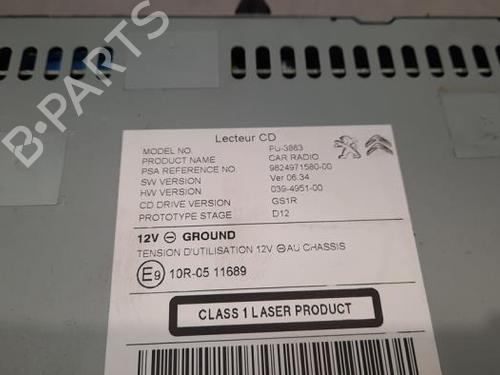 B-PARTS
Lecteur CD
MODEL NO. PU-3863
PRODUCT NAME CAR RADIO
PSA REFERENCE NO 9824971580-00
SW VERSION Ver 06.34
HW VERSION 039-4951-00
CD DRIVE VERSION GS1R
PROTOTYPE STAGE D12
12V ⊖ GROUND
TENSION D'UTILISATION 12V ⊖AU CHASSIS
E9 10R-05 11689
CLASS 1 LASER PRODUCT